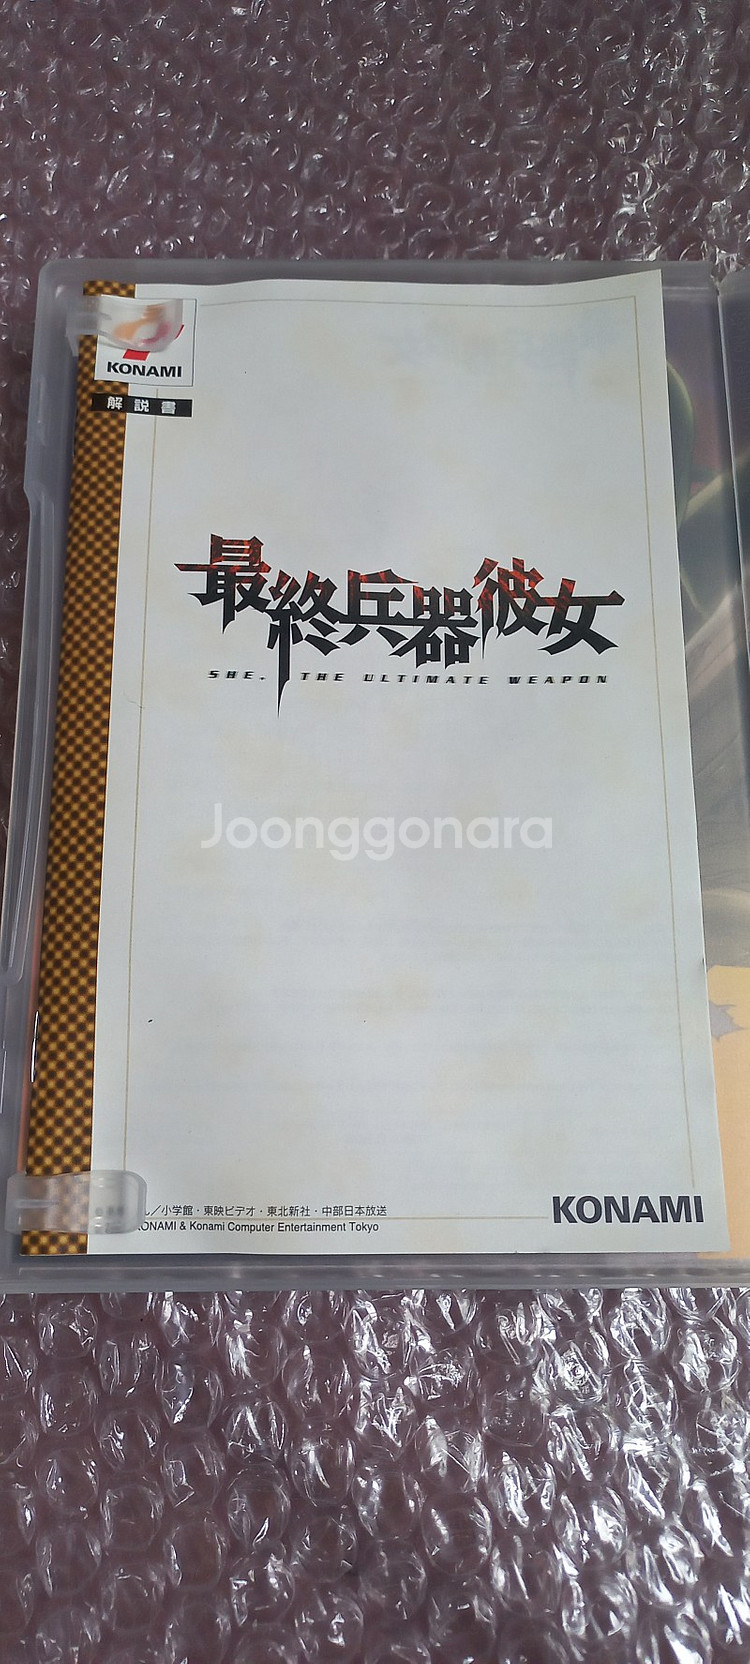 KONAMI
解説書
最終兵器彼女
SHE, THE ULTIMATE WEAPON
Joonggonara
／小学館・東映ビデオ・東北新社・中部日本放送
KONAMI & Konami Computer Entertainment Tokyo
KONAMI